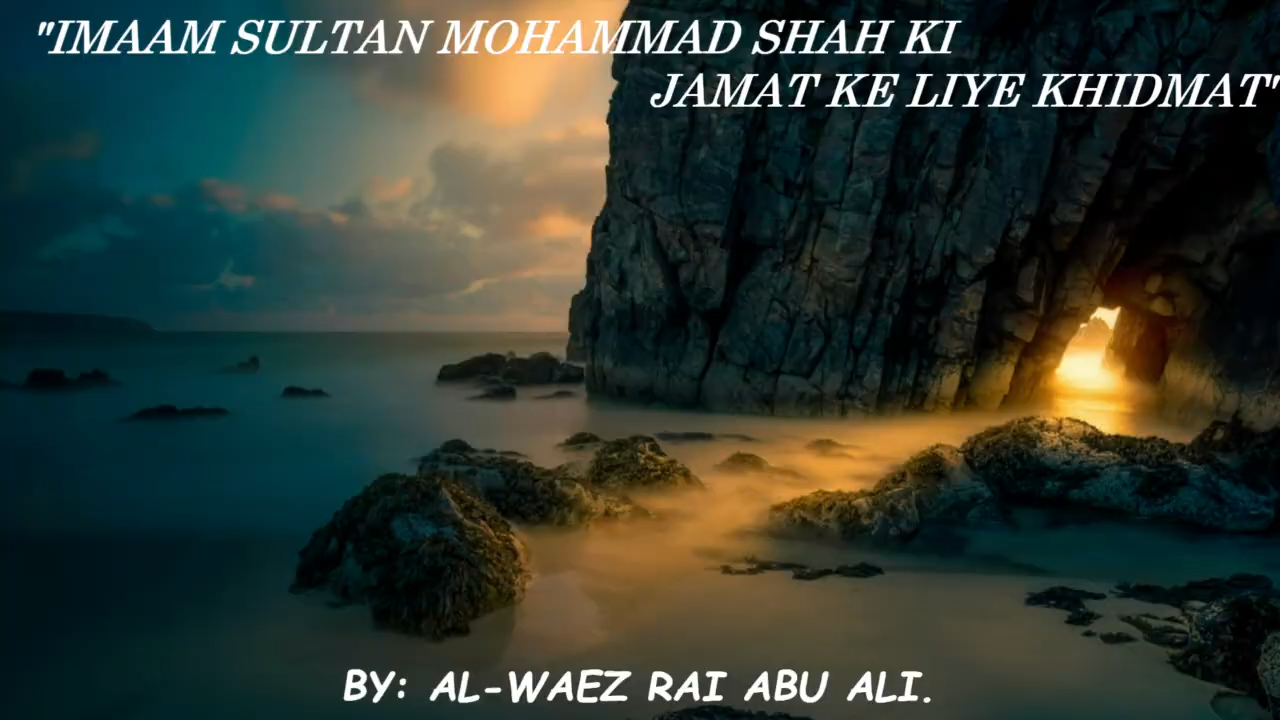 "IMAAM SULTAN MOHAMMAD SHAH KI
JAMAT KE LIYE KHIDMAT"
BY: AL-WAEZ RAI ABU ALI.